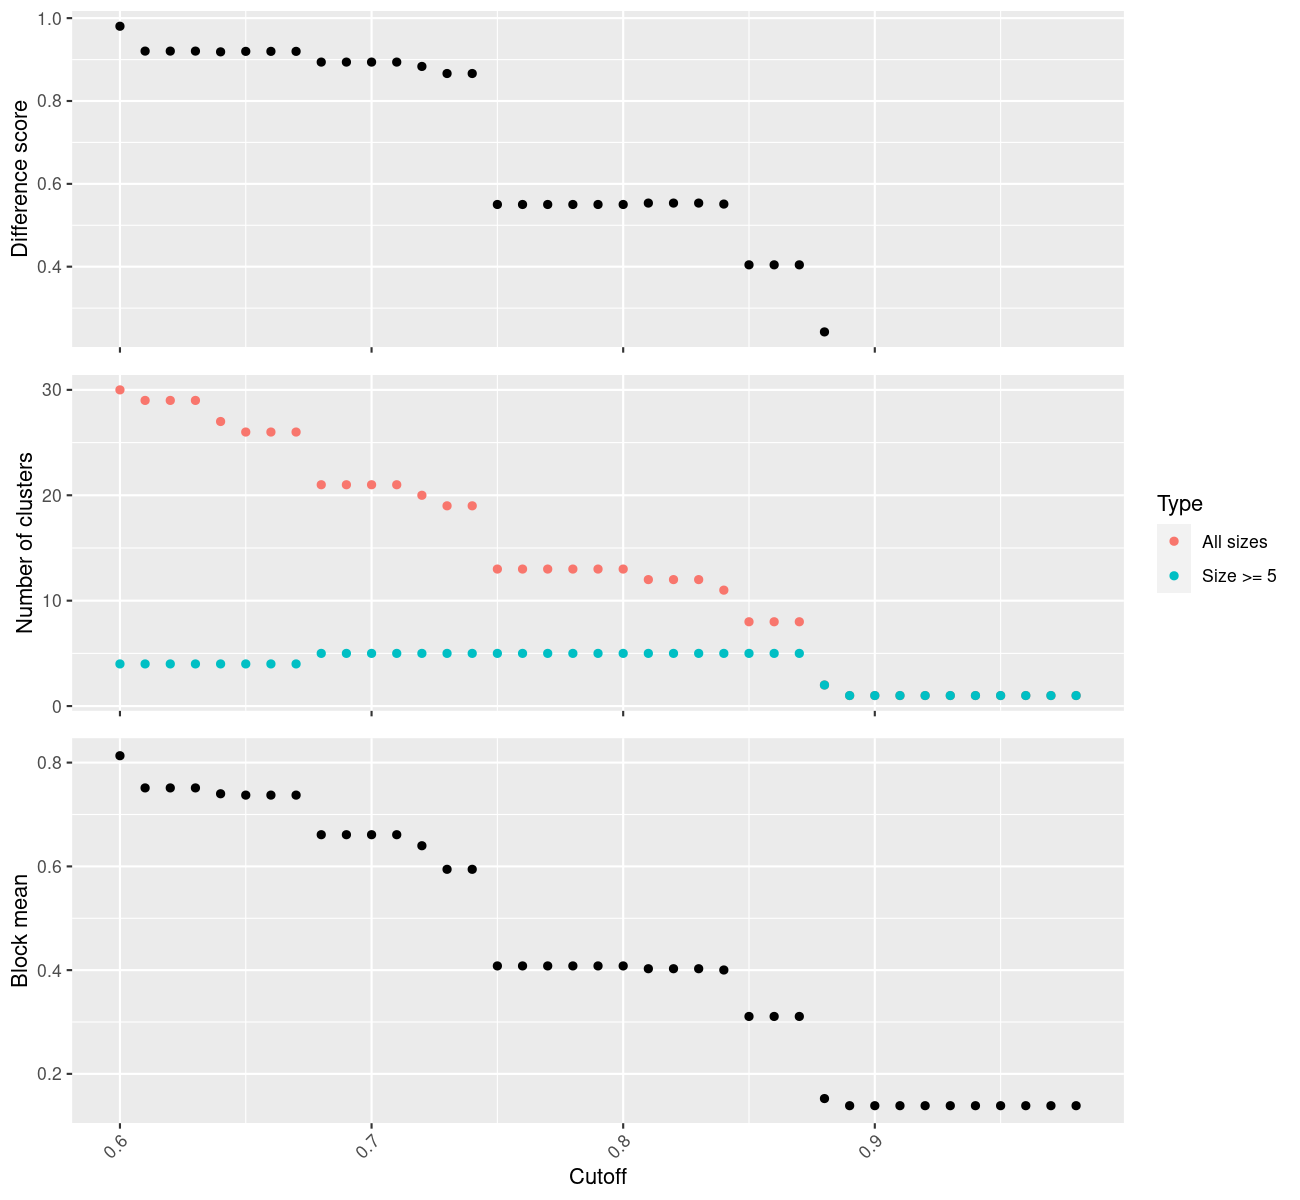 1.0
0.8
0.6
0.4
Difference score
30
20
10
0
Number of clusters
Type
All sizes
Size >= 5
0.8
0.6
0.4
0.2
Block mean
0.6
0.7
0.8
0.9
Cutoff